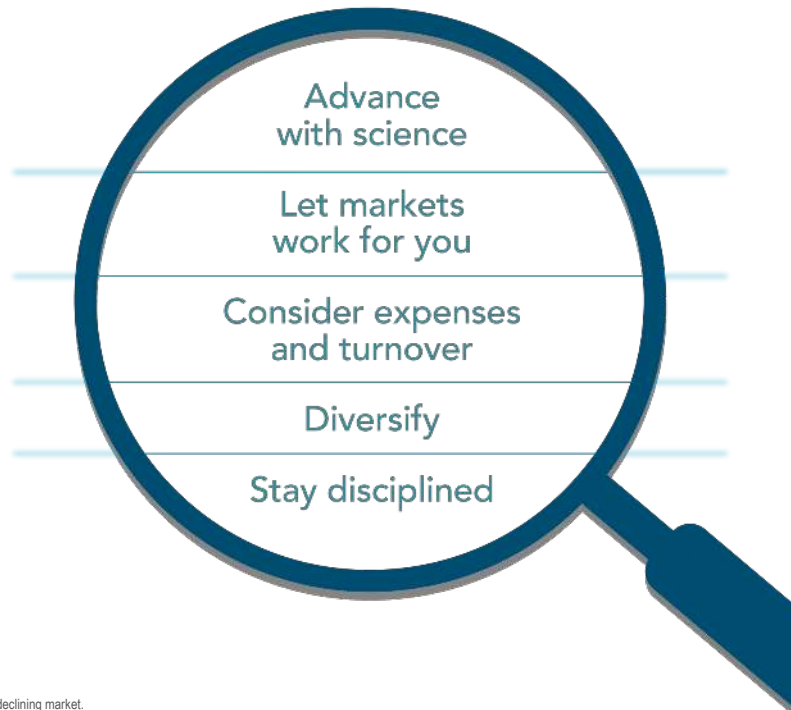 Advance
with science
Let markets
work for you
Consider expenses
and turnover
Diversify
Stay disciplined
declining market.